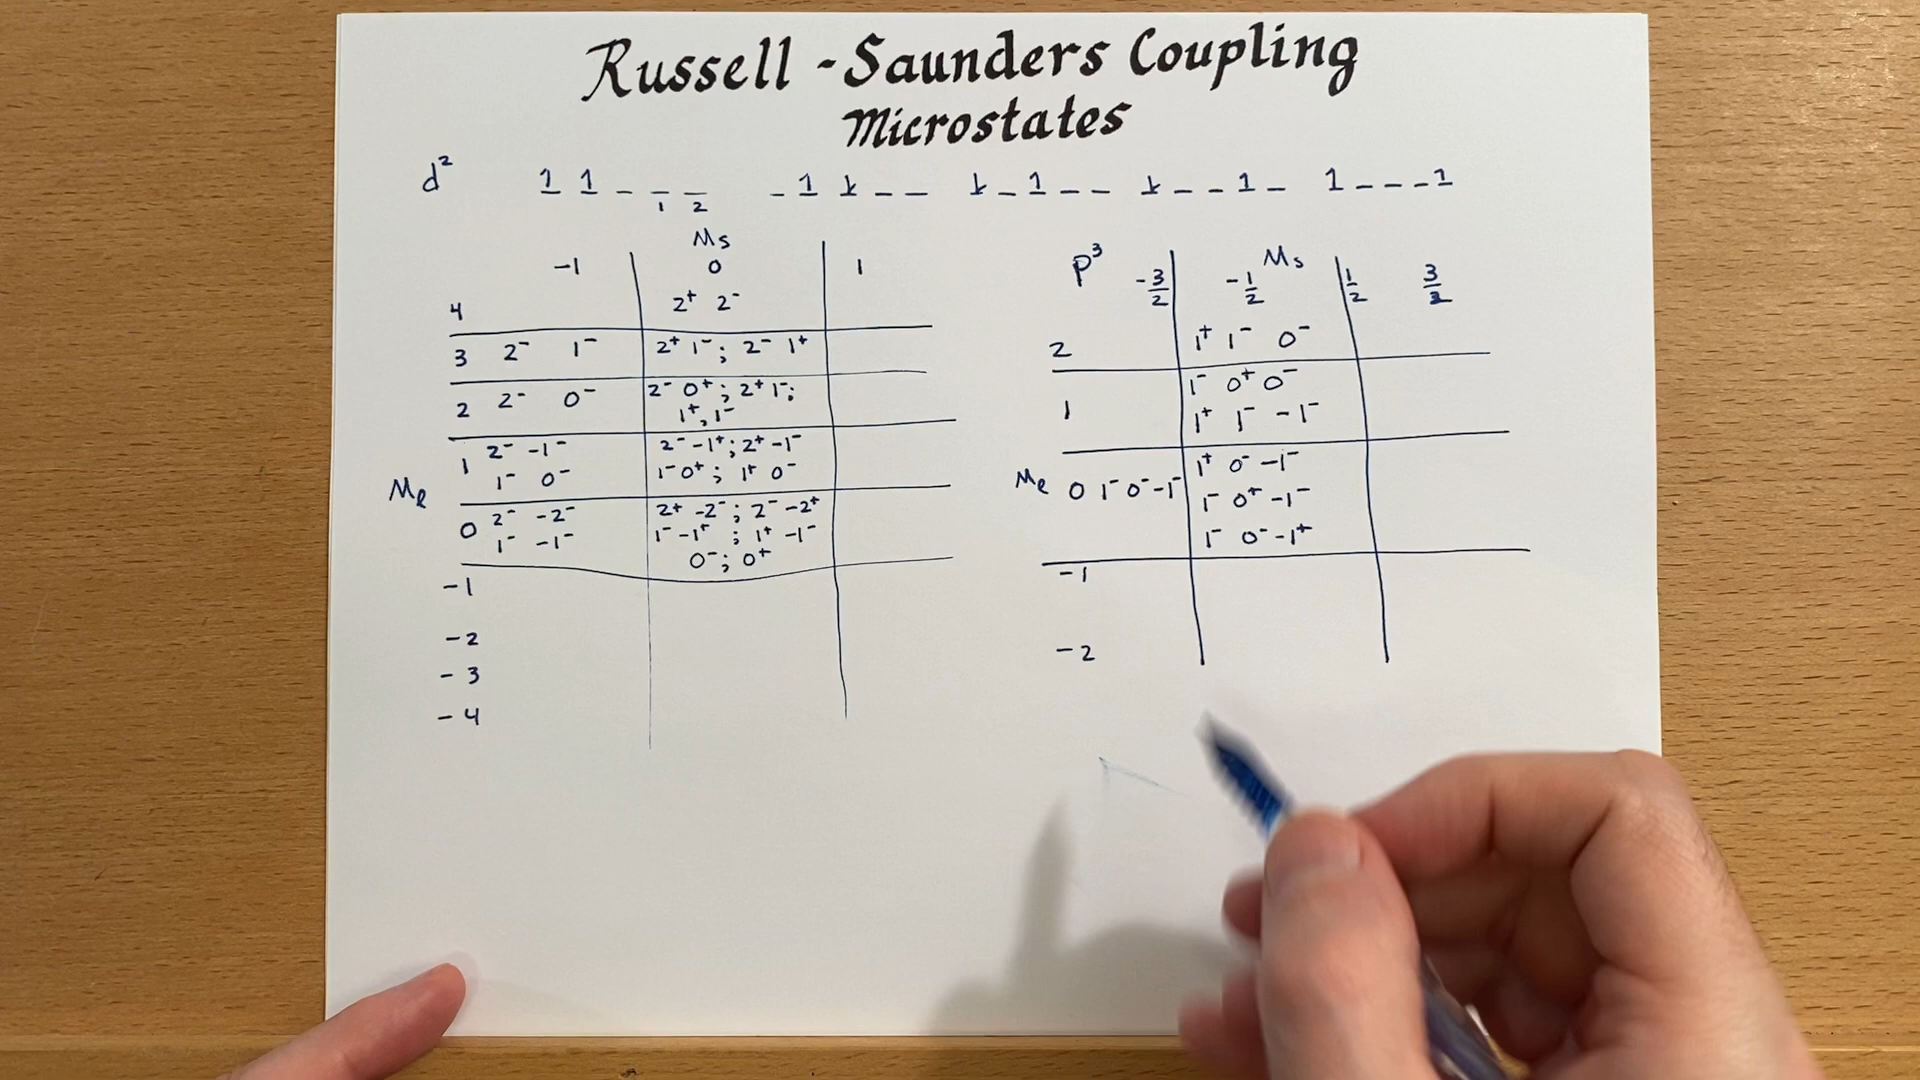 Russell - Saunders Coupling
Microstates
d² 1 1 _ _ _ _ 1 1 _ _ 1 _ 1 _ _ 1 _ _ 1 _ 1 _ _ _ 1
1 2
Ms
-1 0 1
4 2⁺ 2⁻
3 2⁻ 1⁻ 2⁺ 1⁻; 2⁻ 1⁺
2 2⁻ 0⁻ 2⁻ 0⁺; 2⁺ 1⁻;
1⁺, 1⁻
1 2⁻ -1⁻ 2⁻ -1⁺; 2⁺ -1⁻
1⁻ 0⁻ 1⁻ 0⁺; 1⁺ 0⁻
Mℓ
0 2⁻ -2⁻ 2⁺ -2⁻; 2⁻ -2⁺
1⁻ -1⁻ 1⁻ -1⁺; 1⁺ -1⁻
0⁻; 0⁺
-1
-2
-3
-4
p³ Ms
-3/2 -1/2 1/2 3/2
2 1⁺ 1⁻ 0⁻
1 1⁻ 0⁺ 0⁻
1⁺ 1⁻ -1⁻
1⁺ 0⁻ -1⁻
Mℓ 0 1⁻ 0⁻ -1⁻ 1⁻ 0⁺ -1⁻
1⁻ 0⁻ -1⁺
-1
-2